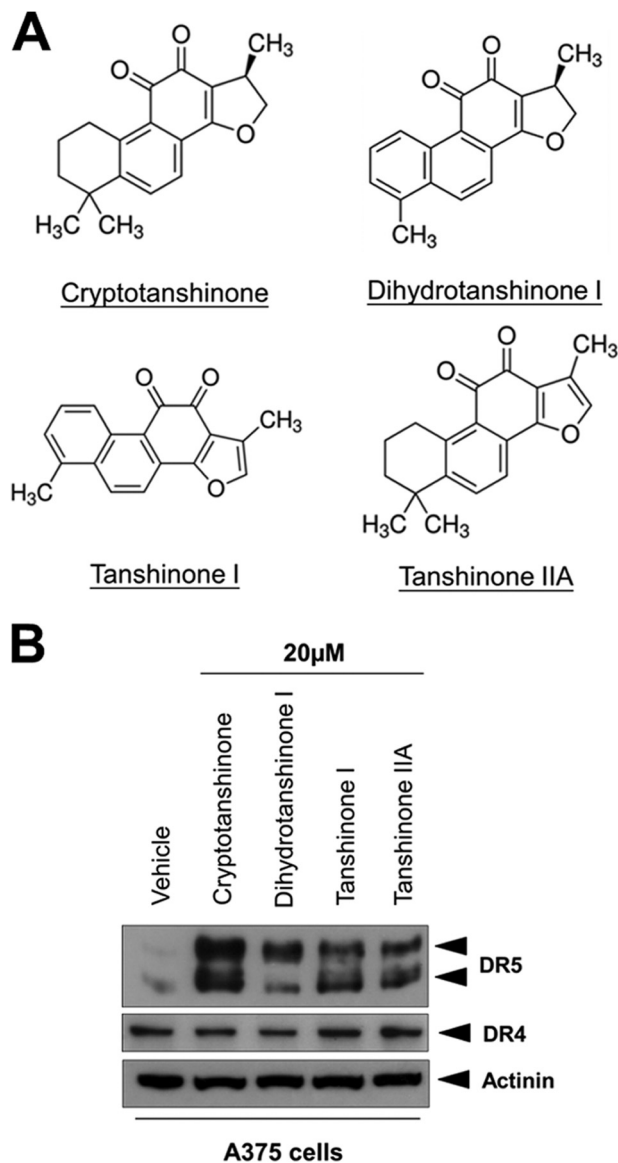 A
O
O
CH3
O
Cryptotanshinone
O
O
CH3
O
CH3
Dihydrotanshinone I
H3C
CH3
O
O
CH3
O
H3C
Tanshinone I
O
O
CH3
O
H3C
CH3
Tanshinone IIA
B
20µM
Vehicle
Cryptotanshinone
Dihydrotanshinone I
Tanshinone I
Tanshinone IIA
DR5
DR4
Actinin
A375 cells